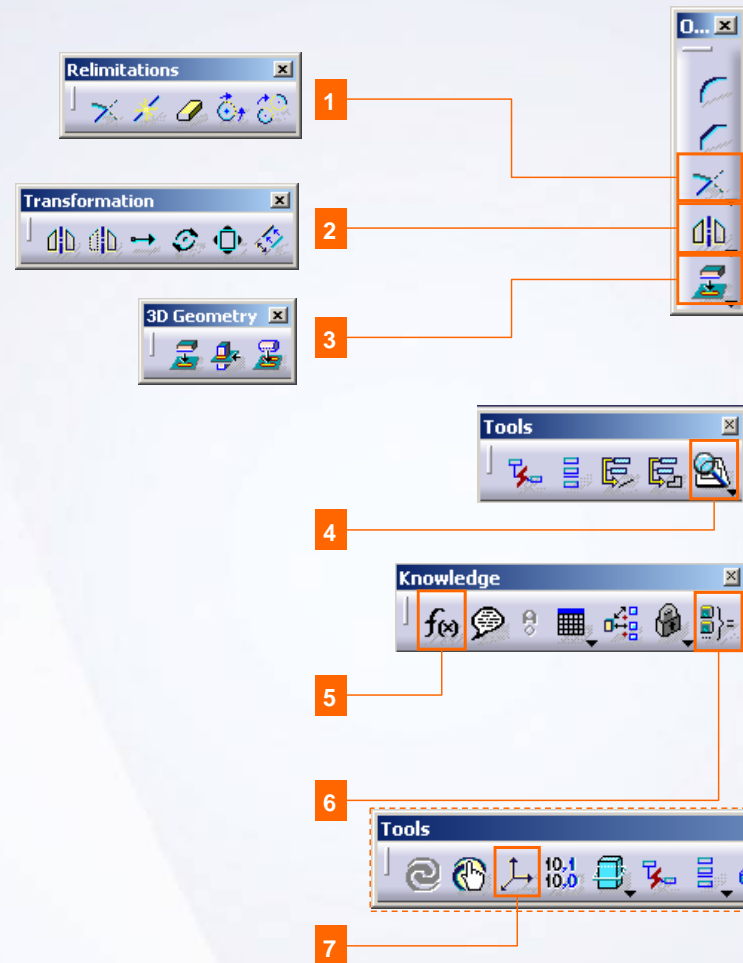 O...
Relimitations
1
Transformation
2
3D Geometry
3
Tools
4
Knowledge
f(x)
5
6
Tools
10,1
10,0
7